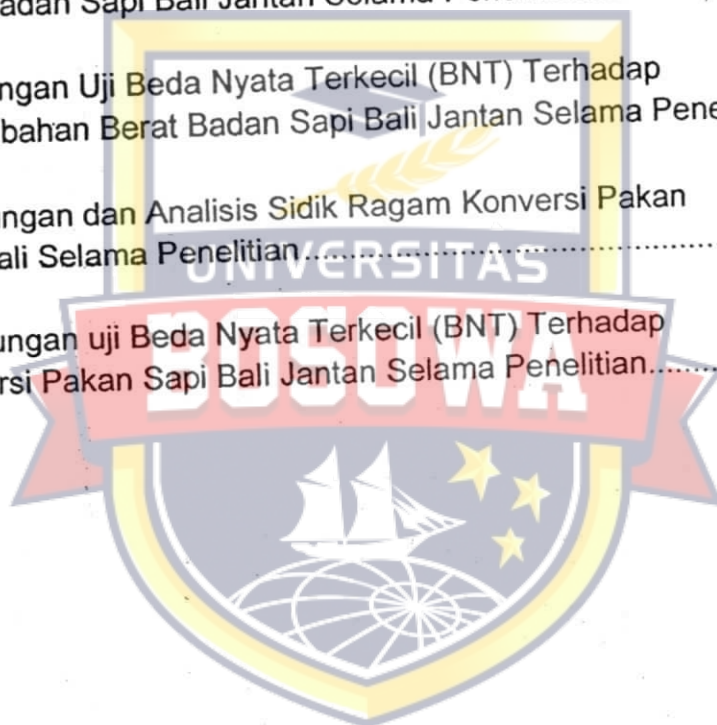 adan Sapi Bali Jantan Selama
ngan Uji Beda Nyata Terkecil (BNT) Terhadap
bahan Berat Badan Sapi Bali Jantan Selama Pene
ngan dan Analisis Sidik Ragam Konversi Pakan
ali Selama Penelitian..........................................
UNIVERSITAS
ungan uji Beda Nyata Terkecil (BNT) Terhadap
BOSOWA
rsi Pakan Sapi Bali Jantan Selama Penelitian........